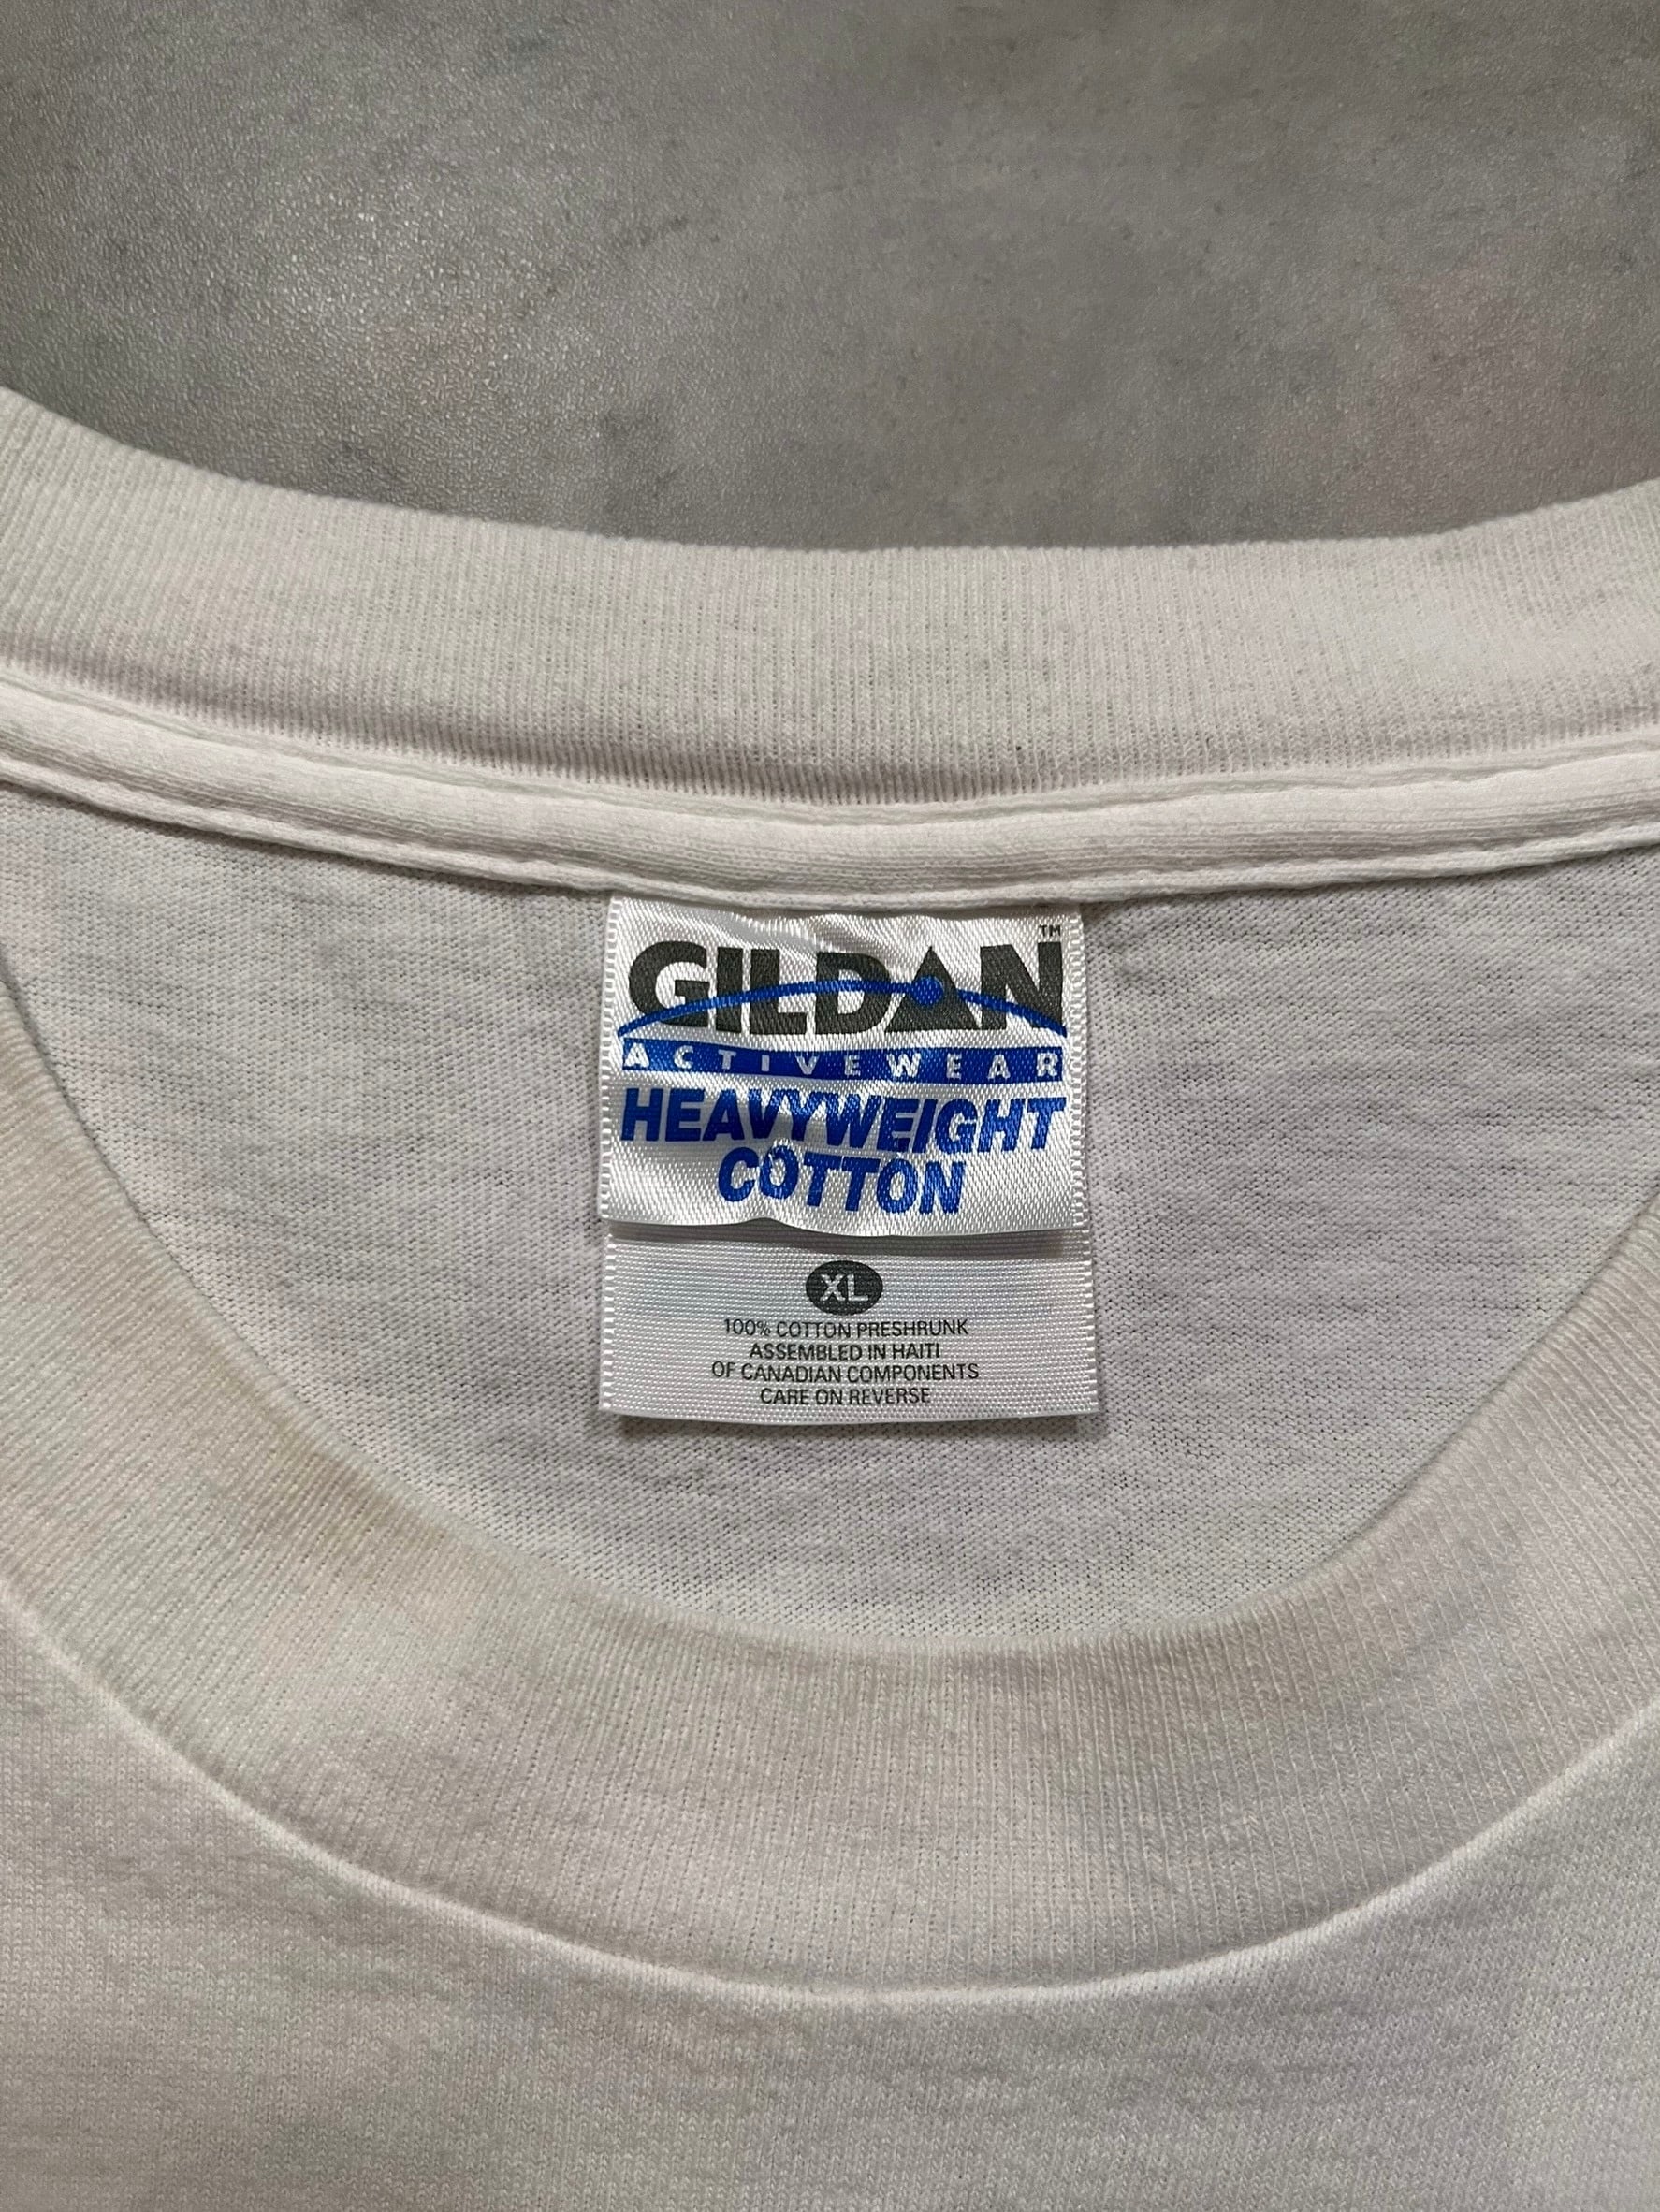 GILDAN™
ACTIVEWEAR
HEAVYWEIGHT
COTTON
XL
100% COTTON PRESHRUNK
ASSEMBLED IN HAITI
OF CANADIAN COMPONENTS
CARE ON REVERSE